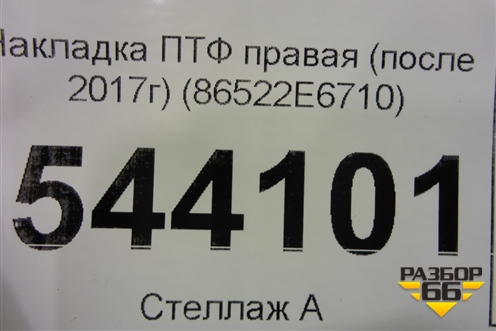 Накладка ПТФ правая (после
2017г) (86522E6710)
544101
Стеллаж А
РАЗБОР
66